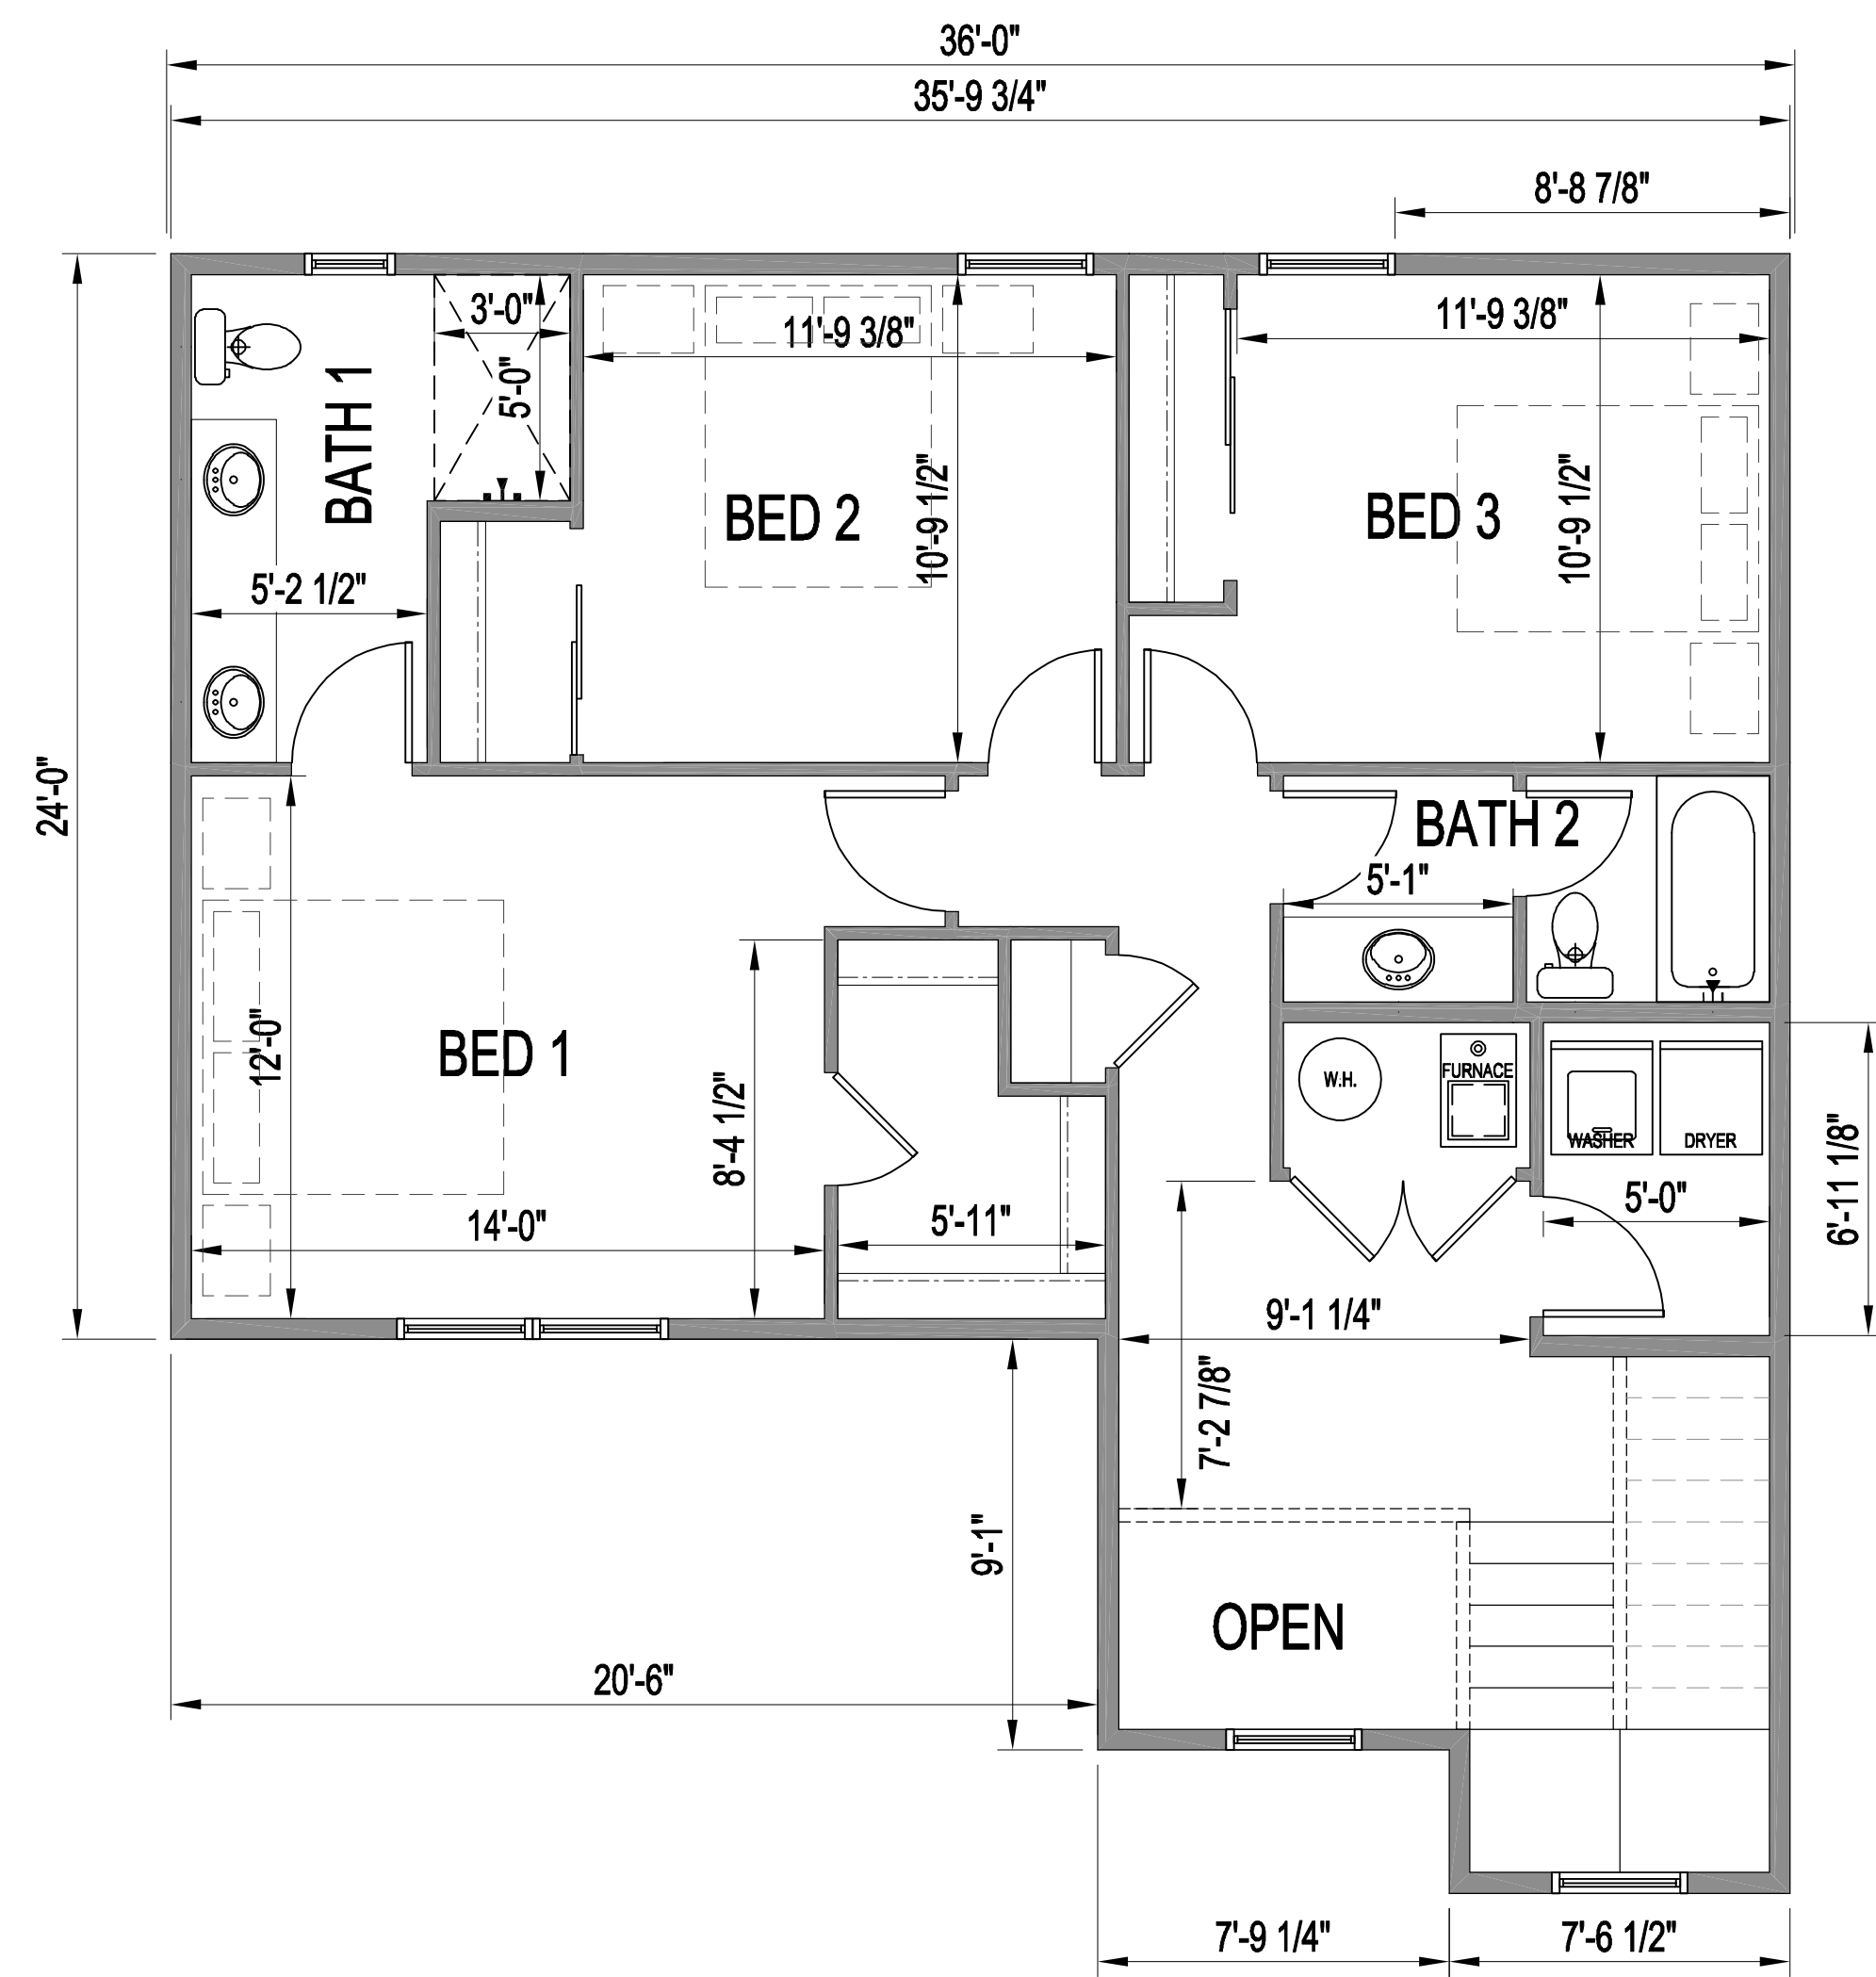 36'-0"
35'-9 3/4"
8'-8 7/8"
3'-0"
5'-0"
11'-9 3/8"
11'-9 3/8"
BATH 1
BED 2
10'-9 1/2"
BED 3
10'-9 1/2"
5'-2 1/2"
24'-0"
BATH 2
5'-1"
12'-0"
BED 1
8'-4 1/2"
W.H.
FURNACE
WASHER
DRYER
6'-11 1/8"
14'-0"
5'-11"
5'-0"
9'-1 1/4"
7'-2 7/8"
9'-1"
OPEN
20'-6"
7'-9 1/4"
7'-6 1/2"